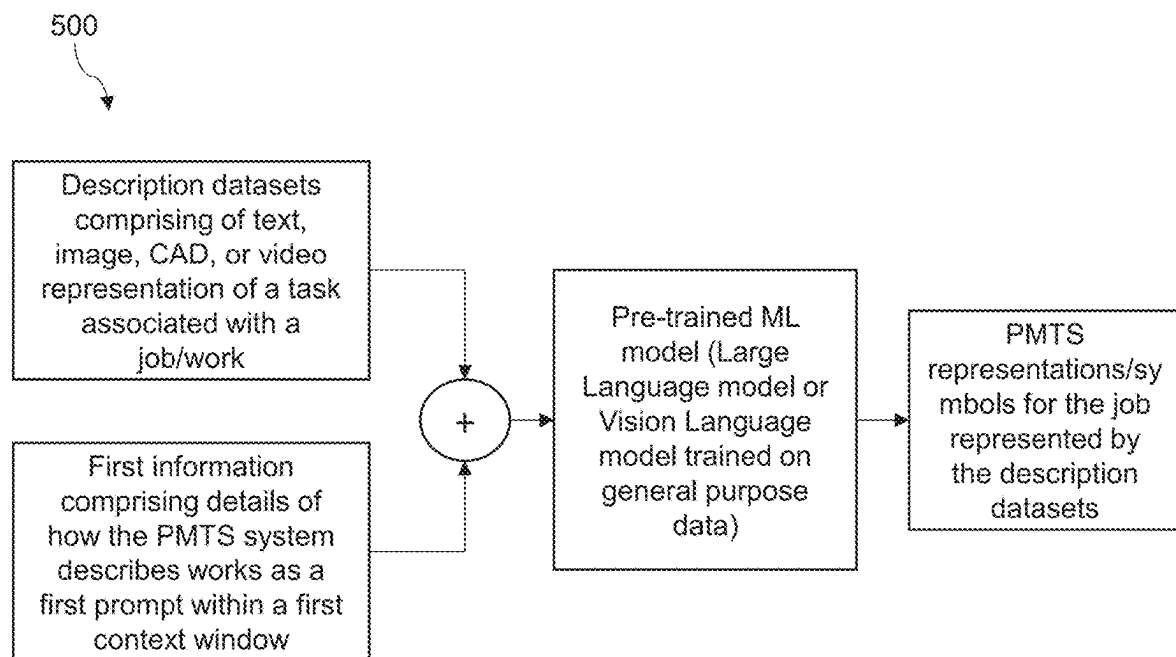 500
Description datasets
comprising of text,
image, CAD, or video
representation of a task
associated with a
job/work
First information
comprising details of
how the PMTS system
describes works as a
first prompt within a first
context window
+
Pre-trained ML
model (Large
Language model or
Vision Language
model trained on
general purpose
data)
PMTS
representations/sy
mbols for the job
represented by
the description
datasets